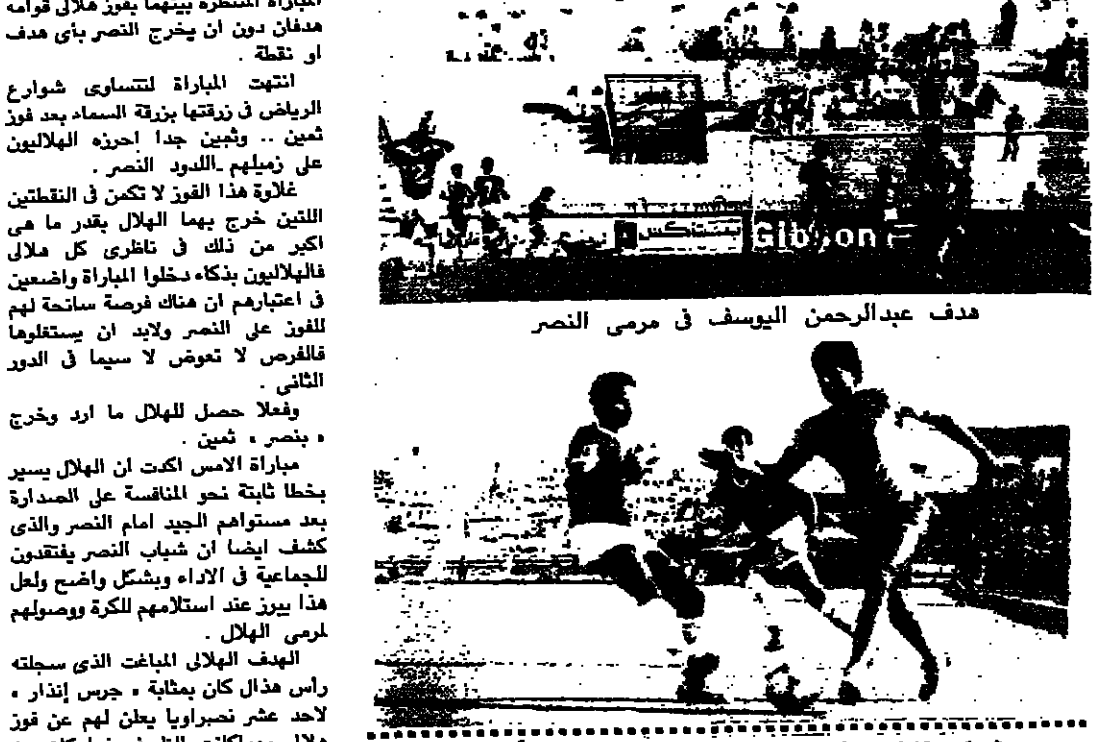 المباراة المنتظرة بينهما بفوز هلالى قوامه
هدفان دون ان يخرج النصر بأى هدف
او نقطة .
انتهت المباراة لتتساوى شوارع
الرياض فى زرقتها بزرقة السماء بعد فوز
ثمين .. وثمين جدا احرزه الهلاليون
على زميلهم ـ اللدود النصر .
غلاوة هذا الفوز لا تكمن فى النقطتين
اللتين خرج بهما الهلال بقدر ما هى
اكبر من ذلك فى ناظرى كل هلالى
فالهلاليون بذكاء دخلوا المباراة واضعين
فى اعتبارهم ان هناك فرصة سانحة لهم
للفوز على النصر ولابد ان يستغلوها
فالفرص لا تعوض لا سيما فى الدور
الثانى .
وفعلا حصل للهلال ما ارد وخرج
« بنصر » ثمين .
مباراة الامس اكدت ان الهلال يسير
بخطا ثابتة نحو المنافسة على الصدارة
بعد مستواهم الجيد امام النصر والذى
كشف ايضا ان شباب النصر يفتقدون
للجماعية فى الاداء وبشكل واضح ولعل
هذا يبرز عند استلامهم للكرة ووصولهم
لمرمى الهلال .
الهدف الهلالى المباغت الذى سجلته
رأس هذال كان بمثابة « جرس إنذار »
لاحد عشر نصراويا يعلن لهم عن فوز
Gibson
هدف عبدالرحمن اليوسف فى مرمى النصر